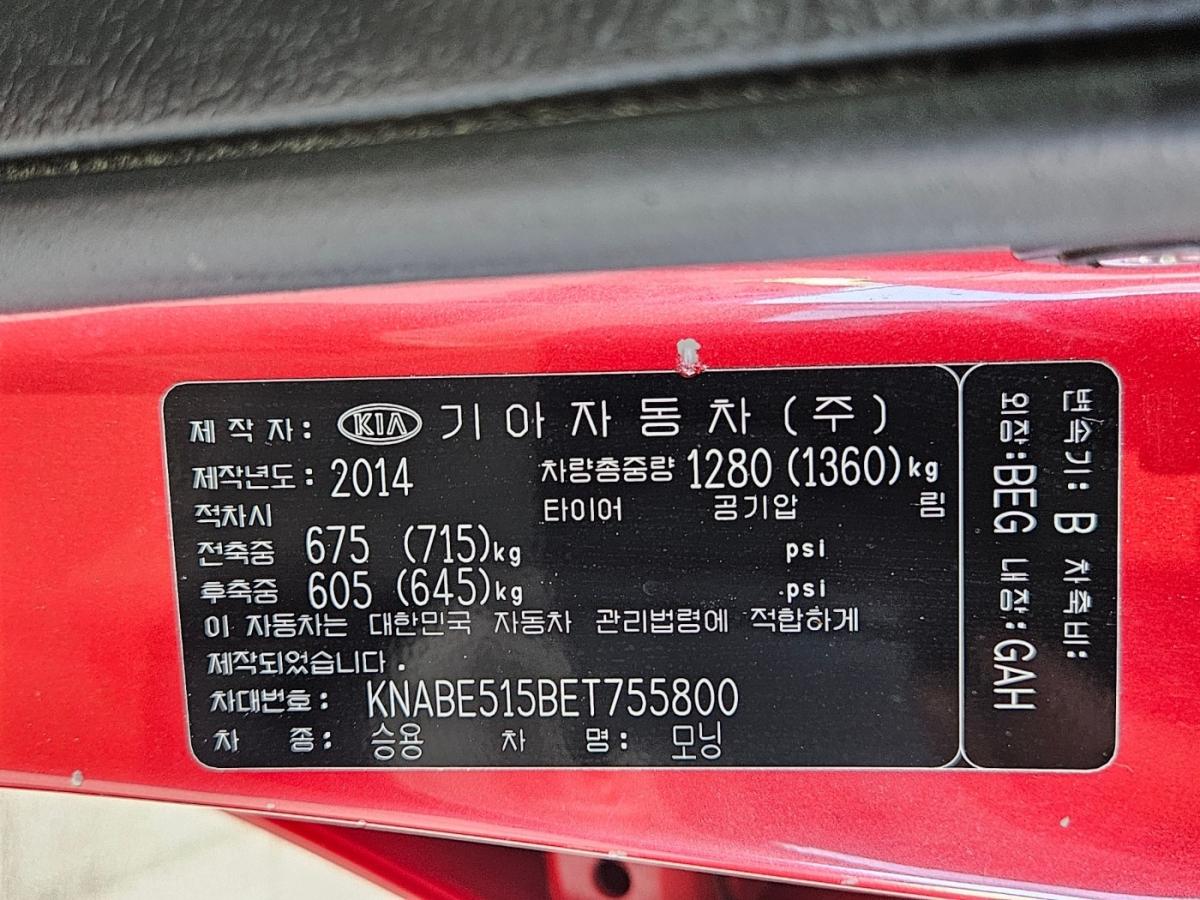 제작자: KIA 기아자동차(주)
제작년도: 2014 차량총중량 1280 (1360)kg
적차시 타이어 공기압 림
전축중 675 (715)kg psi
후축중 605 (645)kg psi
이 자동차는 대한민국 자동차 관리법령에 적합하게
제작되었습니다.
차대번호: KNABE515BET755800
차 종: 승용 차 명: 모닝
변속기: B 차축비:
외장:BEG 내장:GAH